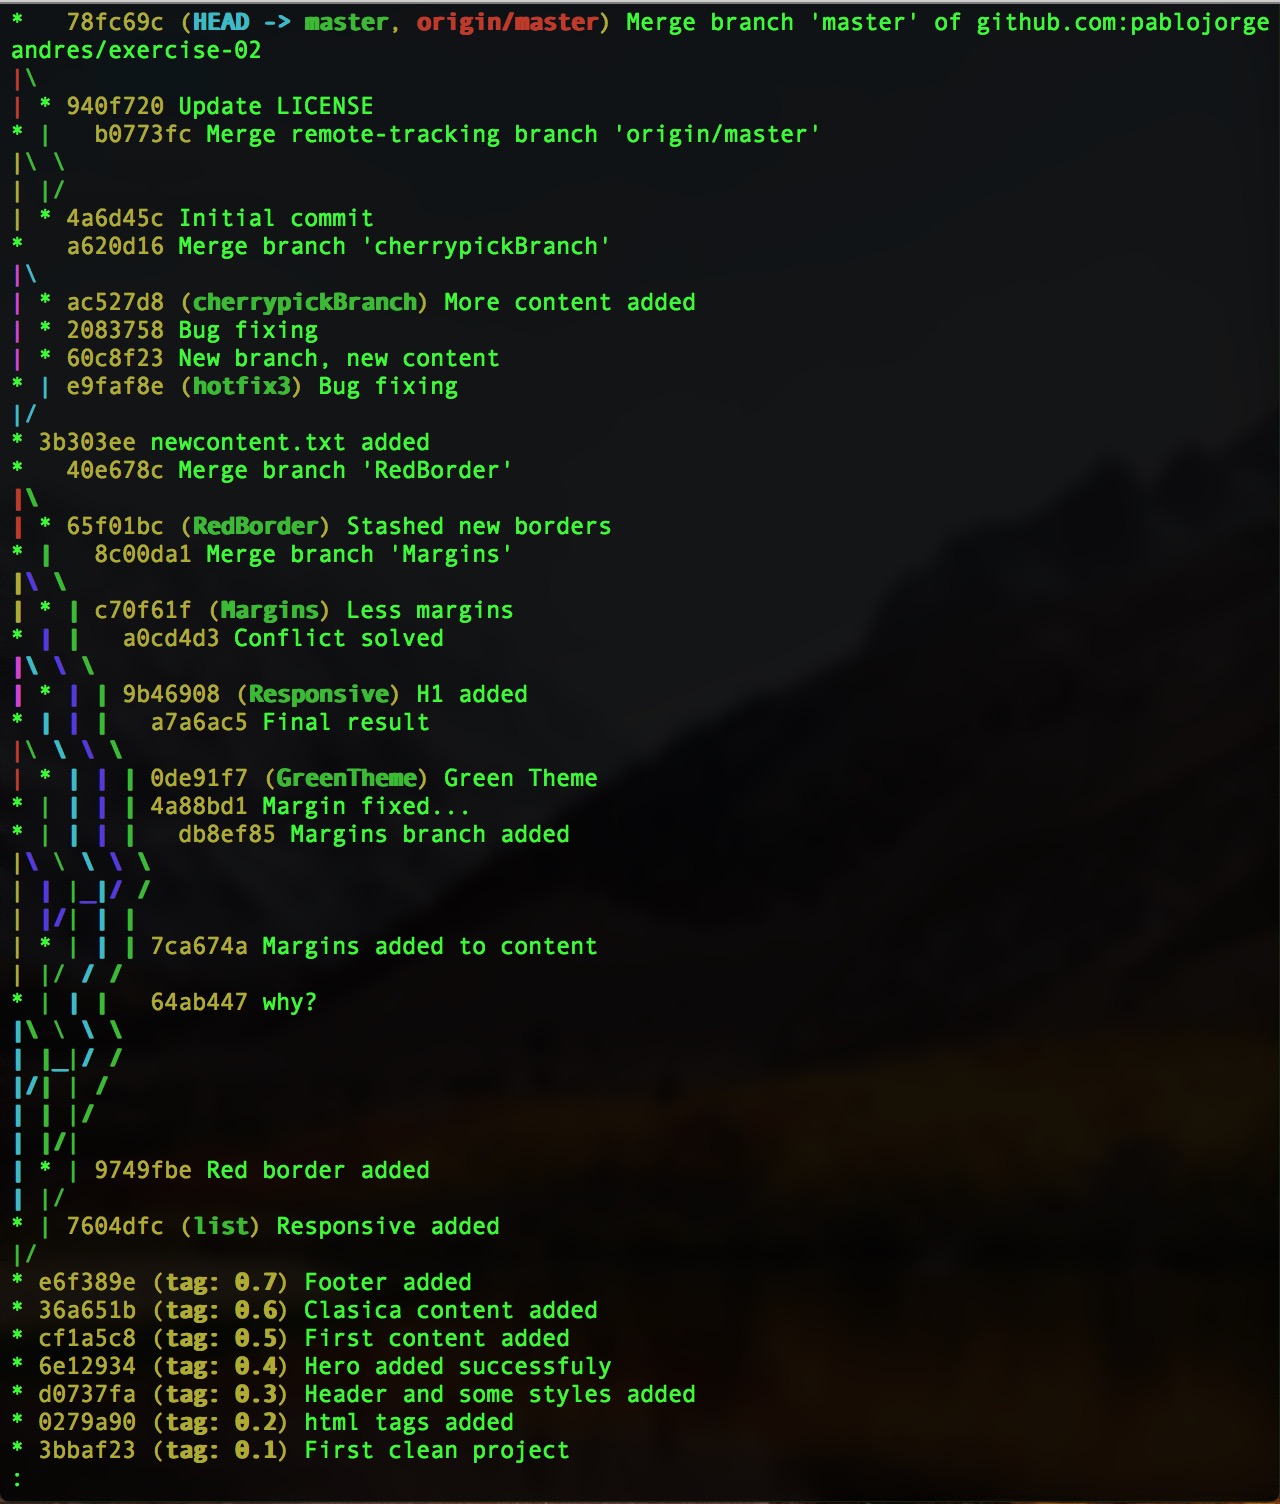 *   78fc69c (HEAD -> master, origin/master) Merge branch 'master' of github.com:pablojorge
andres/exercise-02
|\
| * 940f720 Update LICENSE
* |   b0773fc Merge remote-tracking branch 'origin/master'
|\ \
| |/
| * 4a6d45c Initial commit
*   a620d16 Merge branch 'cherrypickBranch'
|\
| * ac527d8 (cherrypickBranch) More content added
| * 2083758 Bug fixing
| * 60c8f23 New branch, new content
* | e9faf8e (hotfix3) Bug fixing
|/
* 3b303ee newcontent.txt added
*   40e678c Merge branch 'RedBorder'
|\
| * 65f01bc (RedBorder) Stashed new borders
* |   8c00da1 Merge branch 'Margins'
|\ \
| * | c70f61f (Margins) Less margins
* | |   a0cd4d3 Conflict solved
|\ \ \
| * | | 9b46908 (Responsive) H1 added
* | | |   a7a6ac5 Final result
|\ \ \ \
| * | | | 0de91f7 (GreenTheme) Green Theme
* | | | | 4a88bd1 Margin fixed...
* | | | |   db8ef85 Margins branch added
|\ \ \ \ \
| | |_|/ /
| |/| | |
| * | | | 7ca674a Margins added to content
| |/ / /
* | | |   64ab447 why?
|\ \ \ \
| |_|/ /
|/| | /
| | |/
| |/|
| * | 9749fbe Red border added
| |/
* | 7604dfc (list) Responsive added
|/
* e6f389e (tag: 0.7) Footer added
* 36a651b (tag: 0.6) Clasica content added
* cf1a5c8 (tag: 0.5) First content added
* 6e12934 (tag: 0.4) Hero added successfuly
* d0737fa (tag: 0.3) Header and some styles added
* 0279a90 (tag: 0.2) html tags added
* 3bbaf23 (tag: 0.1) First clean project
: